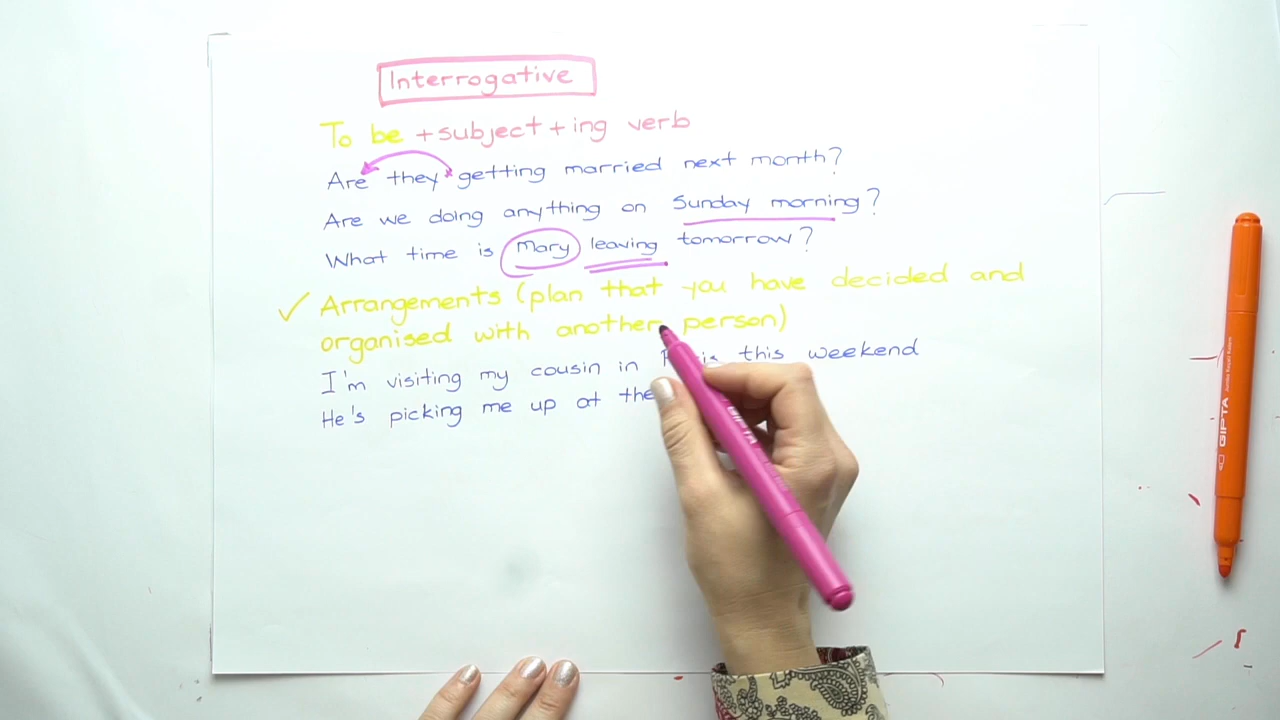 Interrogative
To be +subject+ing verb
Are they getting married next month?
Are we doing anything on Sunday morning?
What time is Mary leaving tomorrow?
✓ Arrangements (plan that you have decided and
organised with another person)
I'm visiting my cousin in this weekend
He's picking me up at the
GIPTA
GIPTA